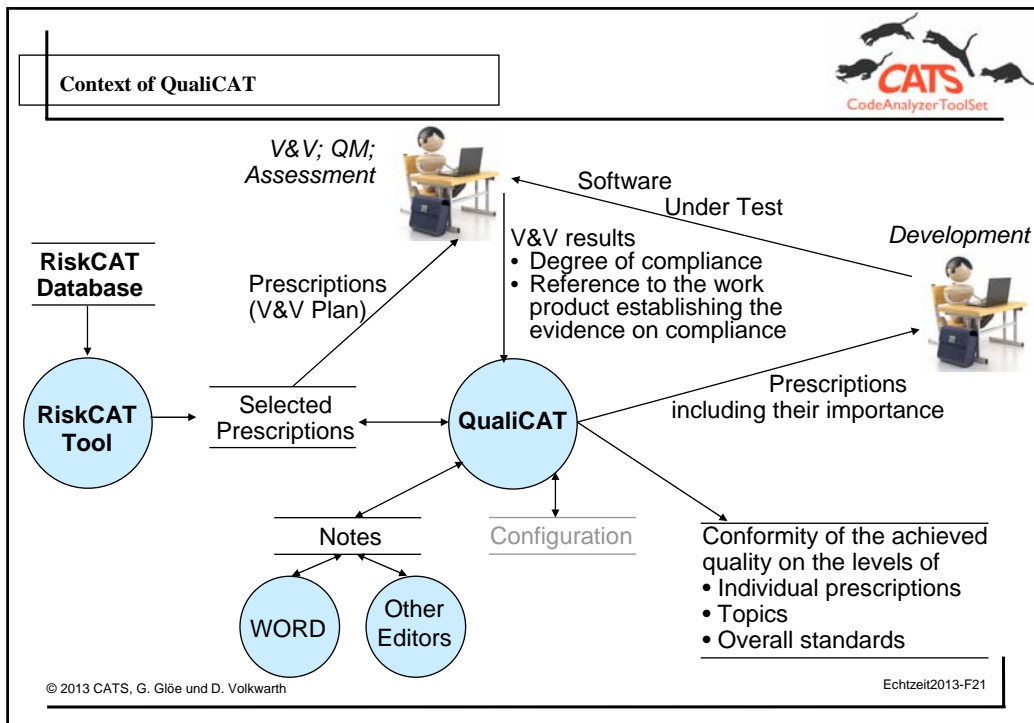 Context of QualiCAT
CATS
CodeAnalyzerToolSet
V&V; QM;
Assessment
Software
Under Test
Development
RiskCAT
Database
Prescriptions
(V&V Plan)
V&V results
• Degree of compliance
• Reference to the work
product establishing the
evidence on compliance
RiskCAT
Tool
Selected
Prescriptions
QualiCAT
Prescriptions
including their importance
Notes
Configuration
WORD
Other
Editors
Conformity of the achieved
quality on the levels of
• Individual prescriptions
• Topics
• Overall standards
© 2013 CATS, G. Glöe und D. Volkwarth
Echtzeit2013-F21